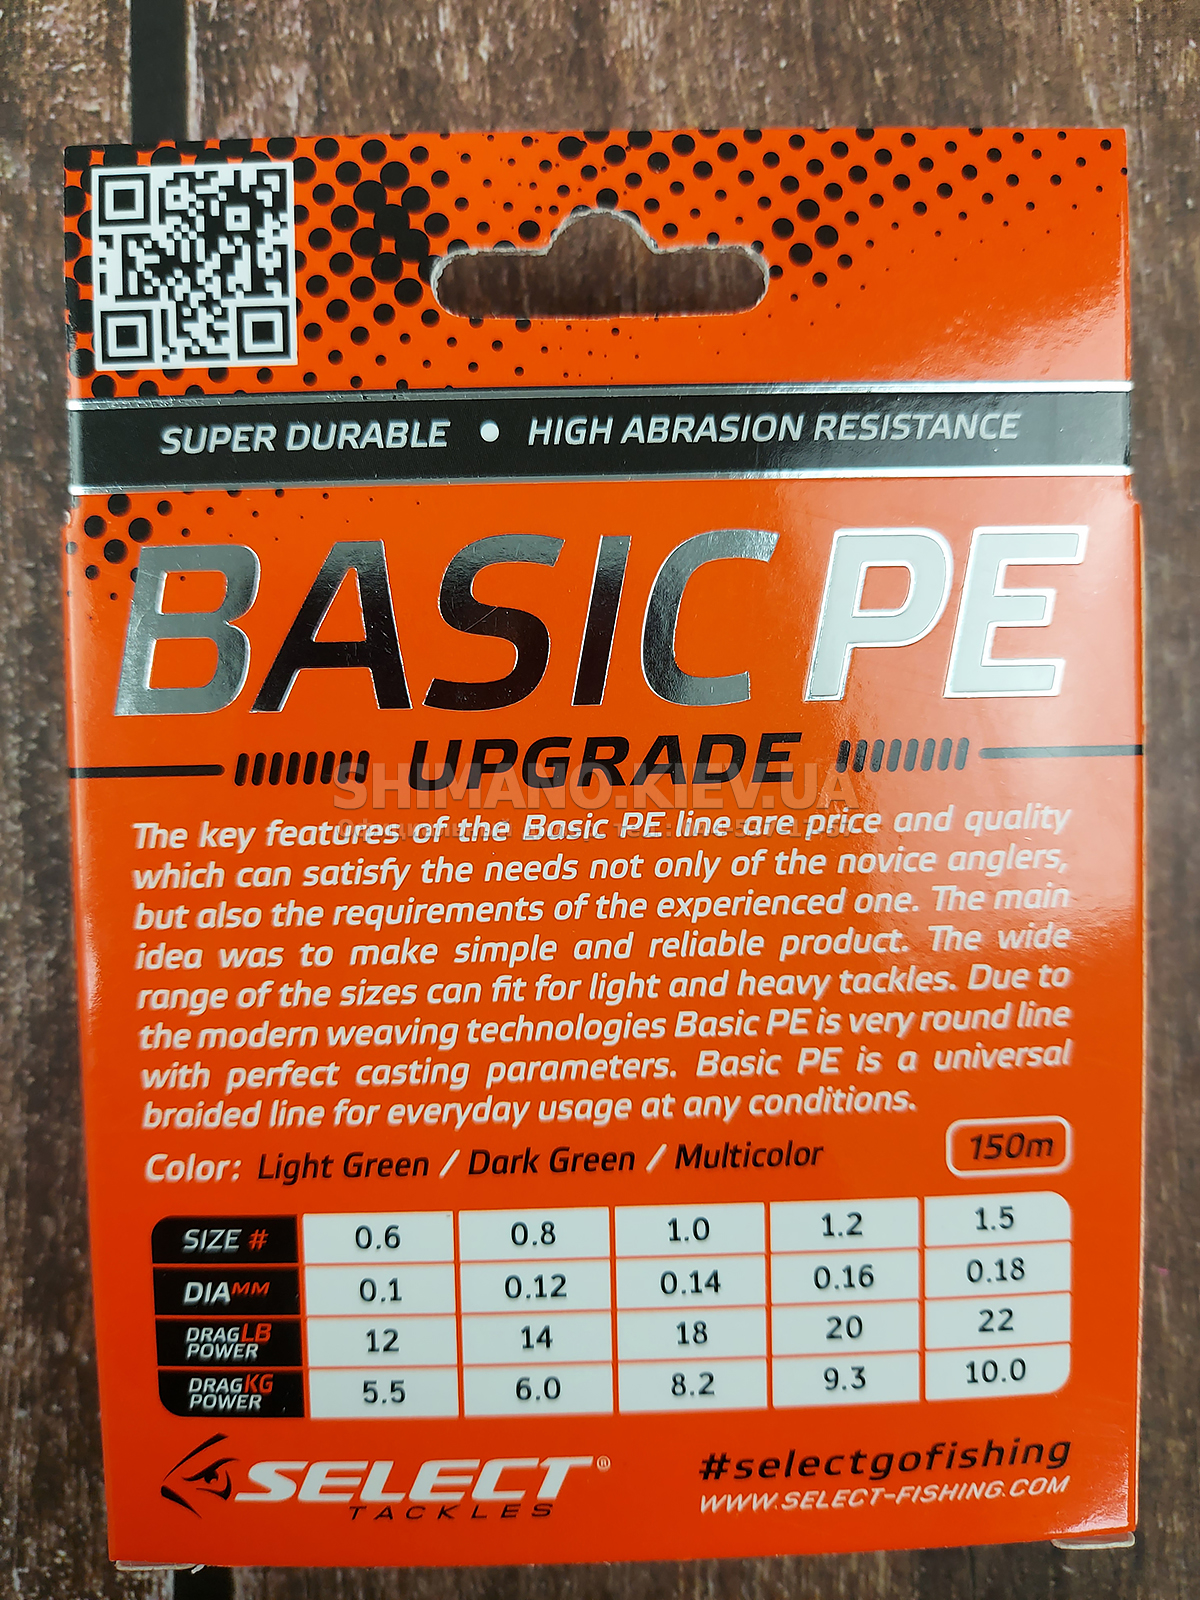 SUPER DURABLE ● HIGH ABRASION RESISTANCE
BASIC PE
UPGRADE
SHIMANO.KIEV.UA
The key features of the Basic PE line are price and quality
which can satisfy the needs not only of the novice anglers,
but also the requirements of the experienced one. The main
idea was to make simple and reliable product. The wide
range of the sizes can fit for light and heavy tackles. Due to
the modern weaving technologies Basic PE is very round line
with perfect casting parameters. Basic PE is a universal
braided line for everyday usage at any conditions.
Color: Light Green / Dark Green / Multicolor 150m
SIZE # 0.6 0.8 1.0 1.2 1.5
DIA MM 0.1 0.12 0.14 0.16 0.18
DRAG LB POWER 12 14 18 20 22
DRAG KG POWER 5.5 6.0 8.2 9.3 10.0
SELECT®
TACKLES
#selectgofishing
WWW.SELECT-FISHING.COM